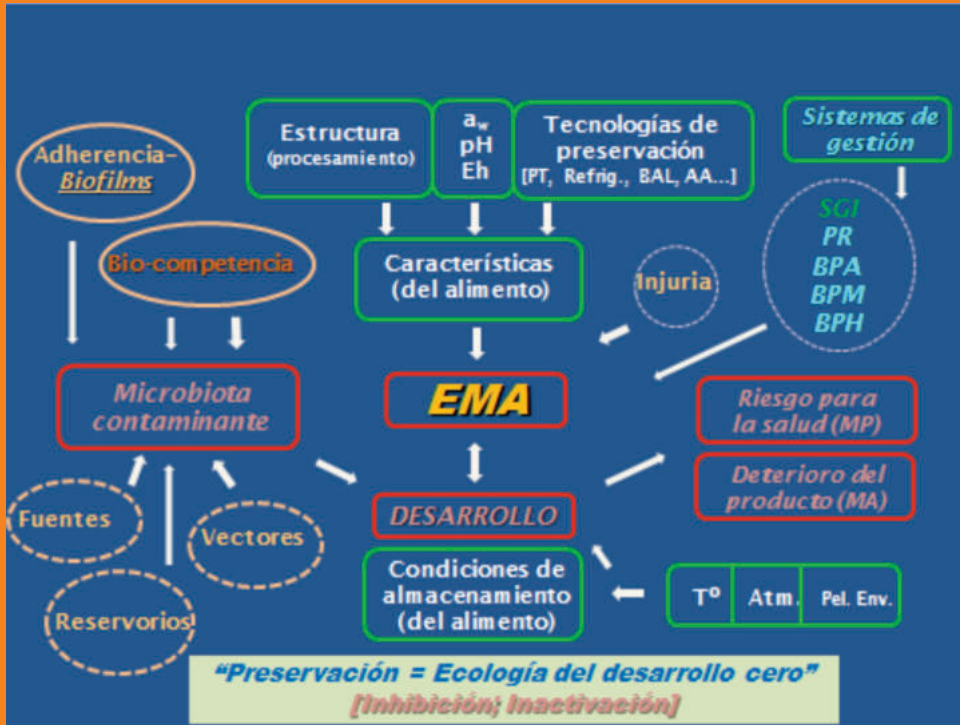 Estructura
(procesamiento)
aw
pH
Eh
Tecnologías de
preservación
[PT, Refrig., BAL, AA...]
Sistemas de
gestión
Adherencia-
Biofilms
SGI
PR
BPA
BPM
BPH
Bio-competencia
Características
(del alimento)
Injuria
Microbiota
contaminante
EMA
Riesgo para
la salud (MP)
Deterioro del
producto (MA)
Fuentes
Vectores
Reservorios
DESARROLLO
Condiciones de
almacenamiento
(del alimento)
Tº
Atm.
Pel. Env.
“Preservación = Ecología del desarrollo cero”
[Inhibición; Inactivación]